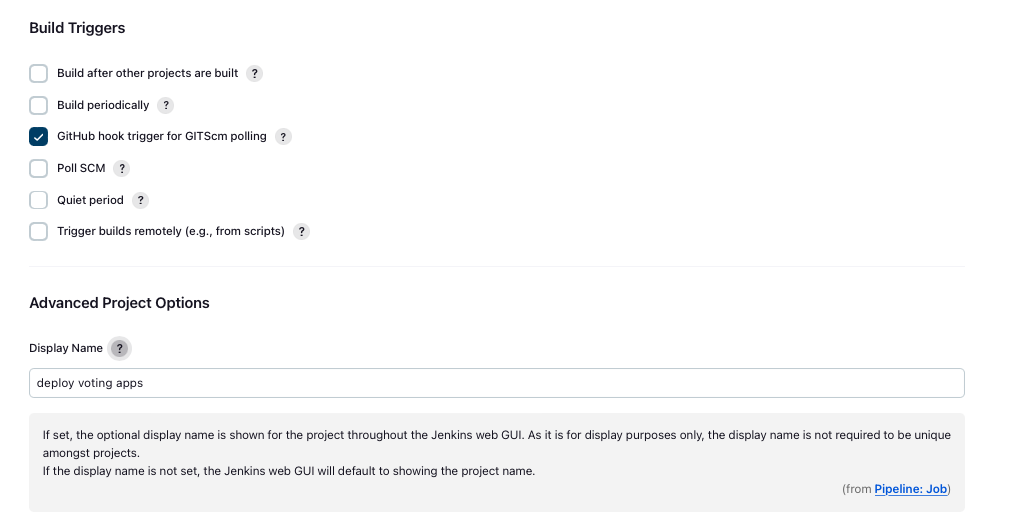 Build Triggers
Build after other projects are built ?
Build periodically ?
GitHub hook trigger for GITScm polling ?
Poll SCM ?
Quiet period ?
Trigger builds remotely (e.g., from scripts) ?
Advanced Project Options
Display Name ?
deploy voting apps
If set, the optional display name is shown for the project throughout the Jenkins web GUI. As it is for display purposes only, the display name is not required to be unique
amongst projects.
If the display name is not set, the Jenkins web GUI will default to showing the project name.
(from Pipeline: Job)